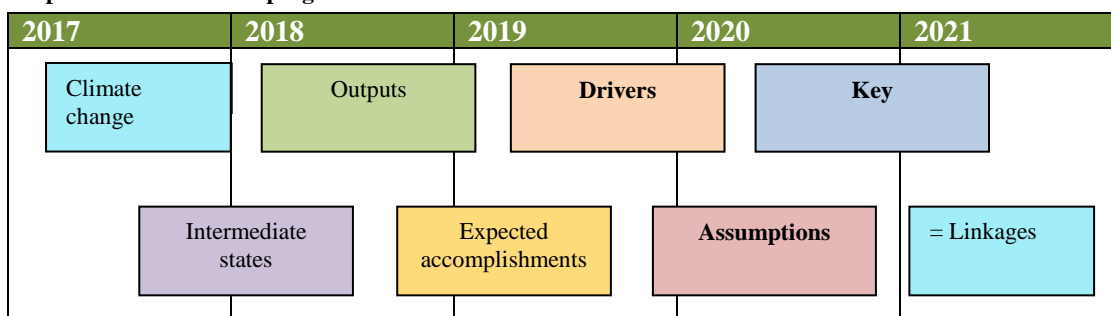 2017 2018 2019 2020 2021
Climate change
Outputs
Drivers
Key
Intermediate states
Expected accomplishments
Assumptions
= Linkages